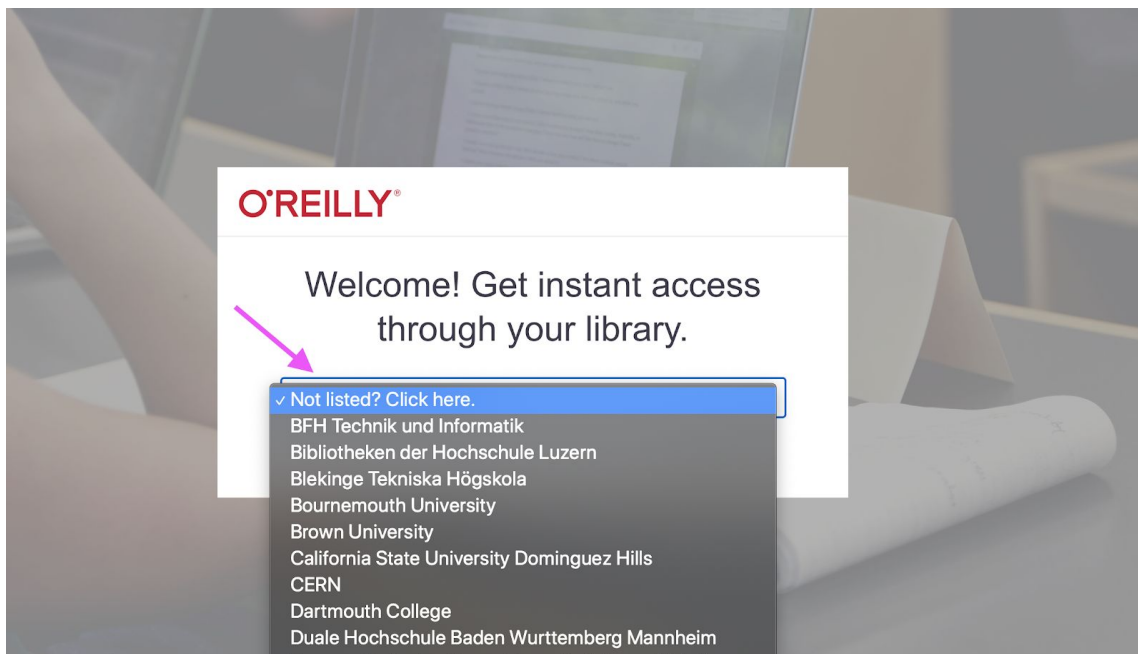 O'REILLY®
Welcome! Get instant access
through your library.
✓ Not listed? Click here.
BFH Technik und Informatik
Bibliotheken der Hochschule Luzern
Blekinge Tekniska Högskola
Bournemouth University
Brown University
California State University Dominguez Hills
CERN
Dartmouth College
Duale Hochschule Baden Wurttemberg Mannheim